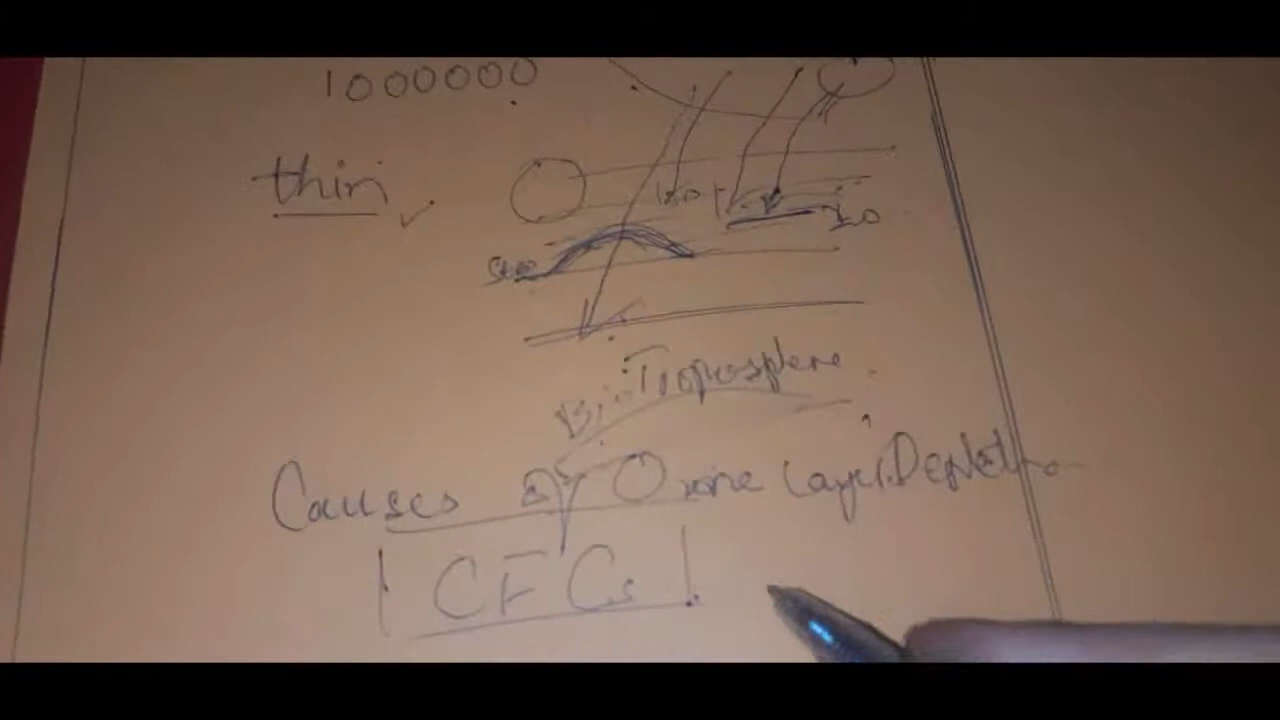 1000000
thin
Troposphere
Causes of Ozone Layer Depletion
CFCs